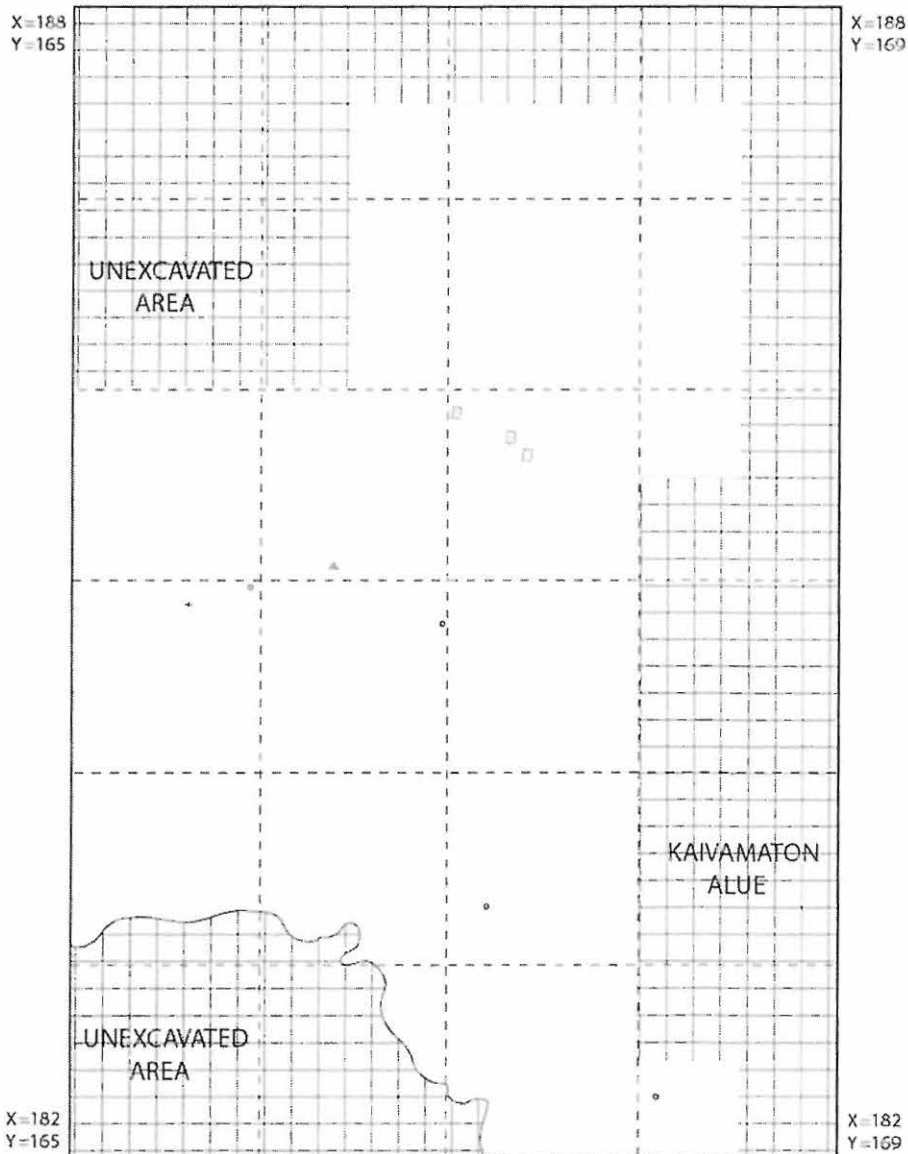 X=188
Y=165
X=188
Y=169
UNEXCAVATED
AREA
KAIVAMATON
ALUE
UNEXCAVATED
AREA
X=182
Y=165
X=182
Y=169